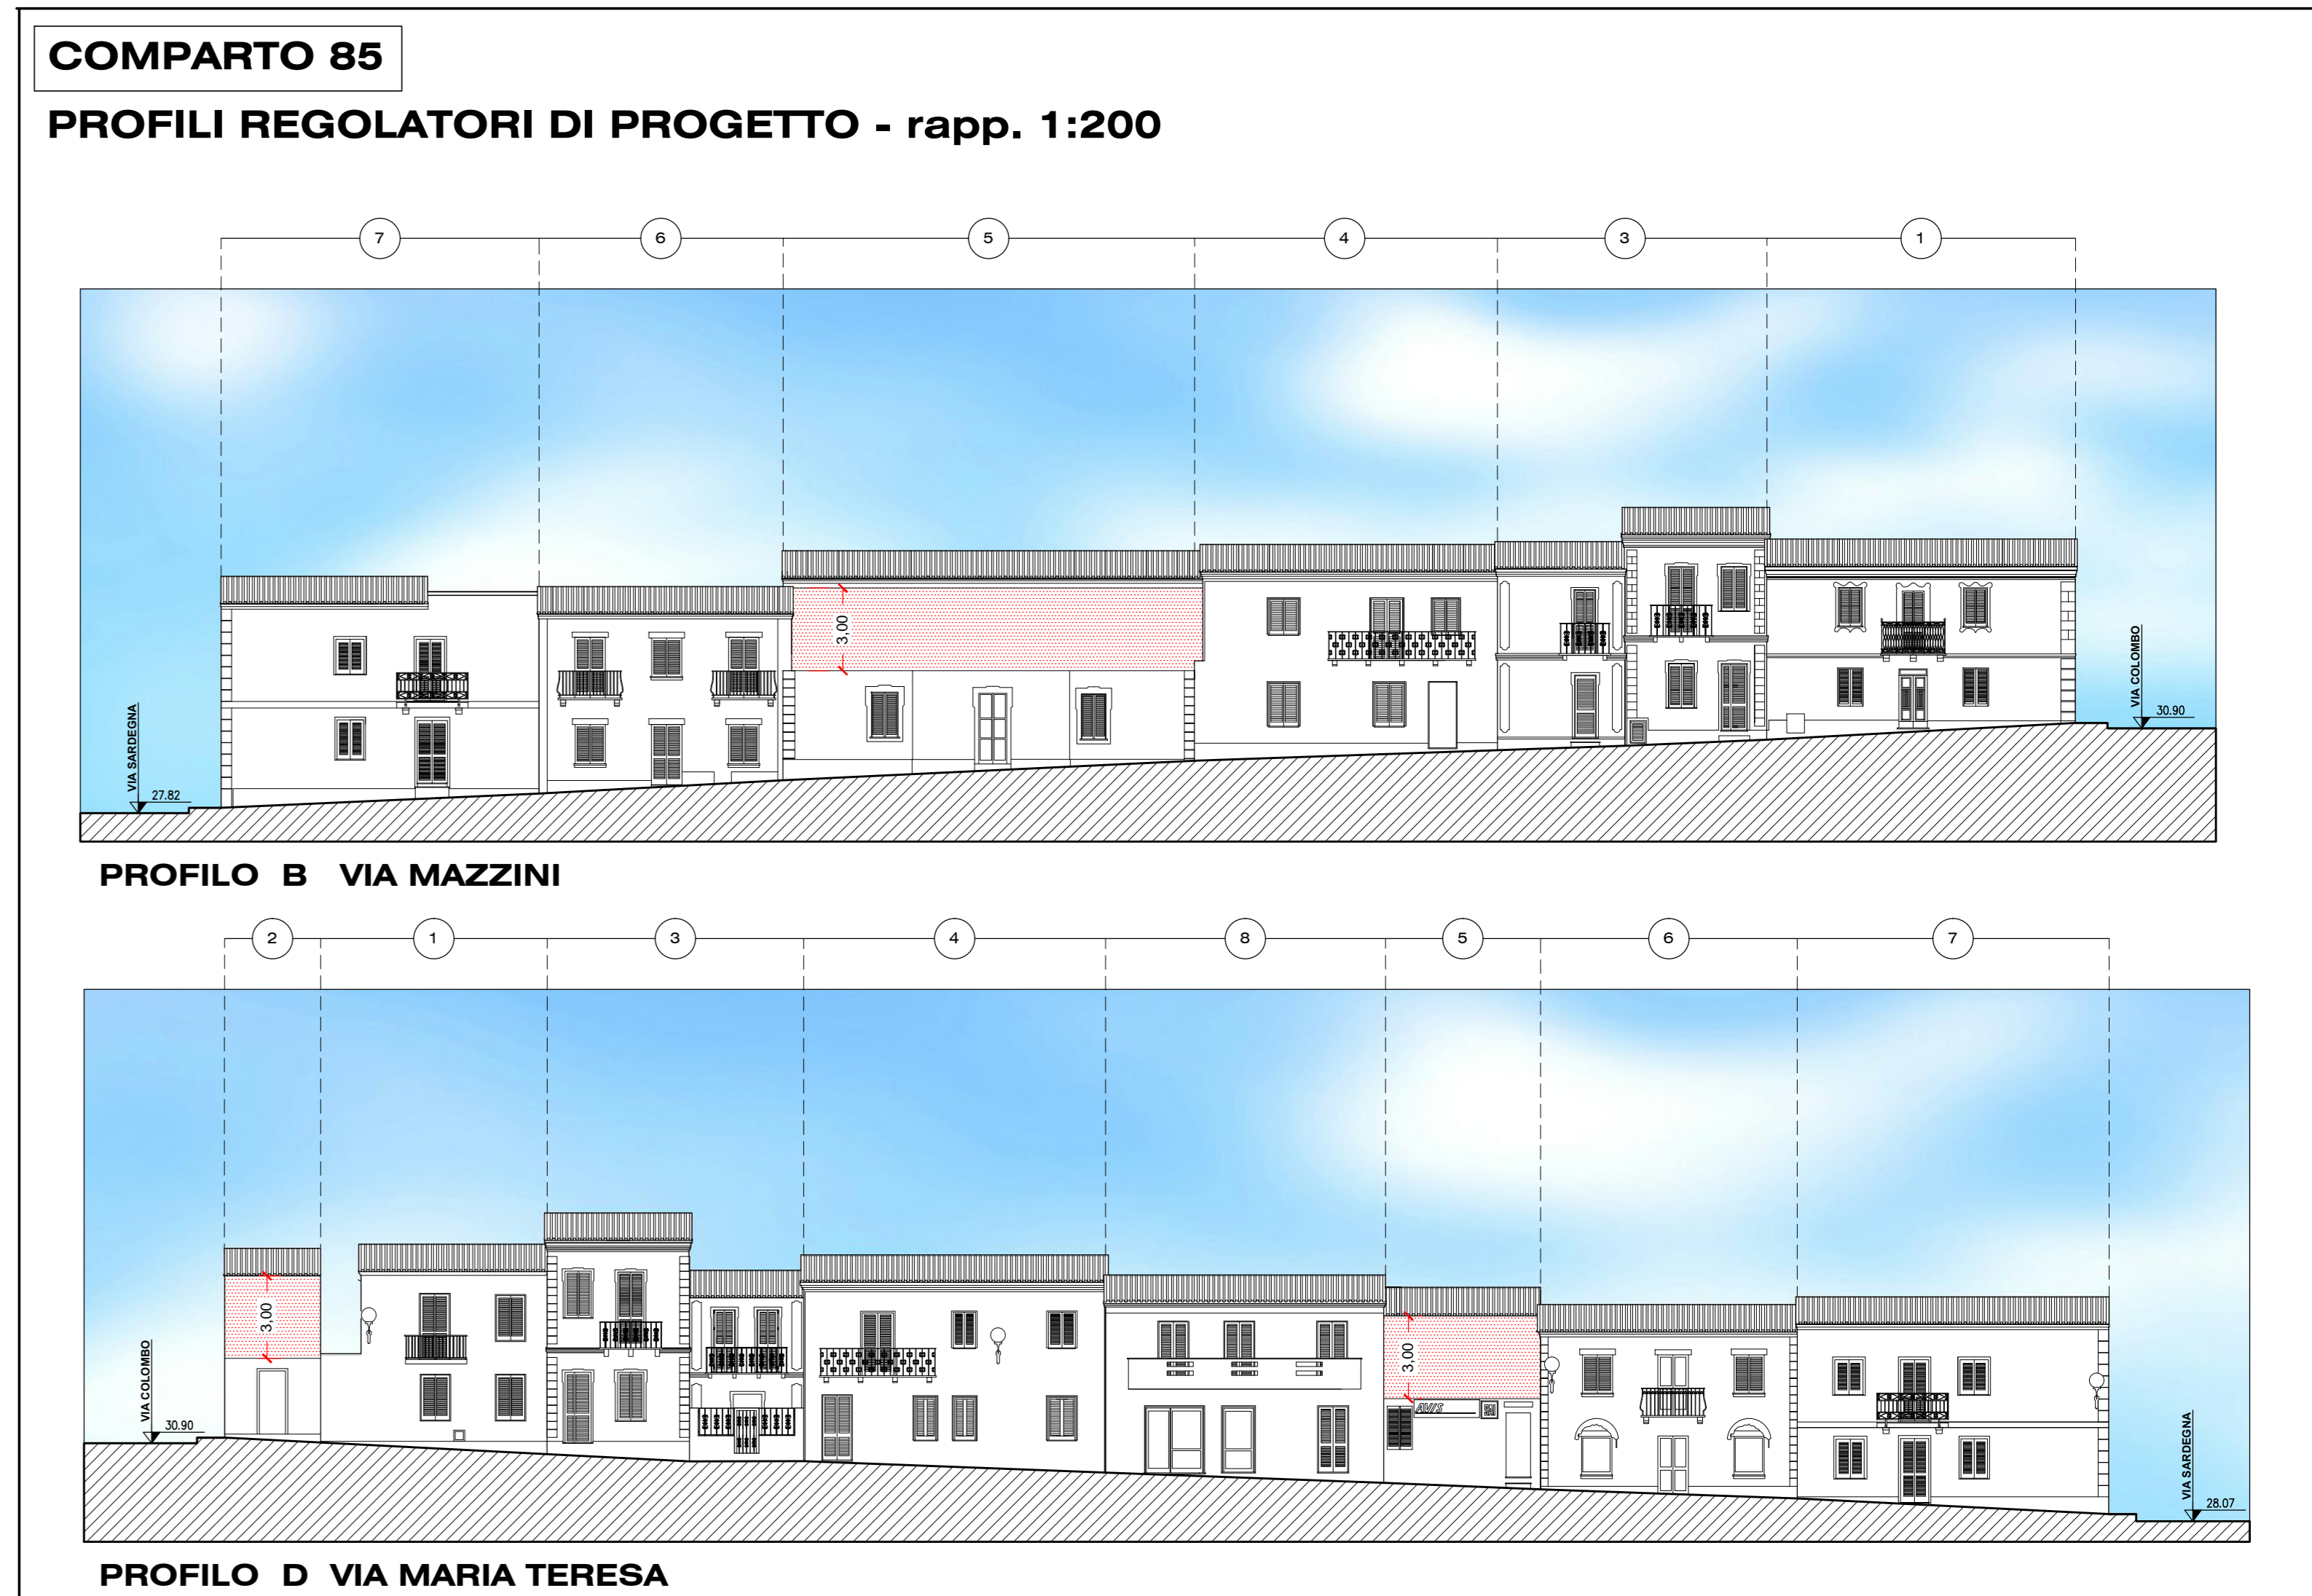 COMPARTO 85
PROFILI REGOLATORI DI PROGETTO - rapp. 1:200
7 6 5 4 3 1
3,00
VIA SARDEGNA
27.82
VIA COLOMBO
30.90
PROFILO B VIA MAZZINI
2 1 3 4 8 5 6 7
3,00
3,00
AVIS
VIA COLOMBO
30.90
VIA SARDEGNA
28.07
PROFILO D VIA MARIA TERESA